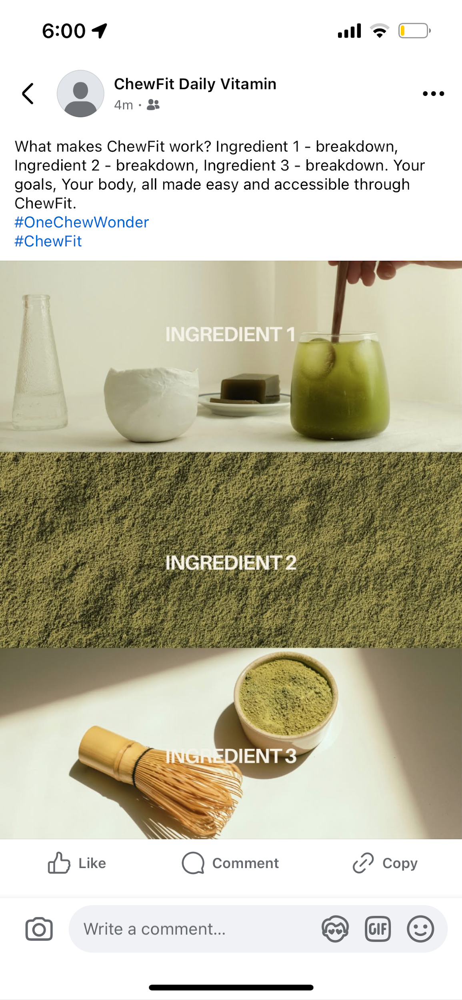 6:00
ChewFit Daily Vitamin
4m ·
What makes ChewFit work? Ingredient 1 - breakdown,
Ingredient 2 - breakdown, Ingredient 3 - breakdown. Your
goals, Your body, all made easy and accessible through
ChewFit.
#OneChewWonder
#ChewFit
INGREDIENT 1
INGREDIENT 2
INGREDIENT 3
Like
Comment
Copy
Write a comment...
GIF